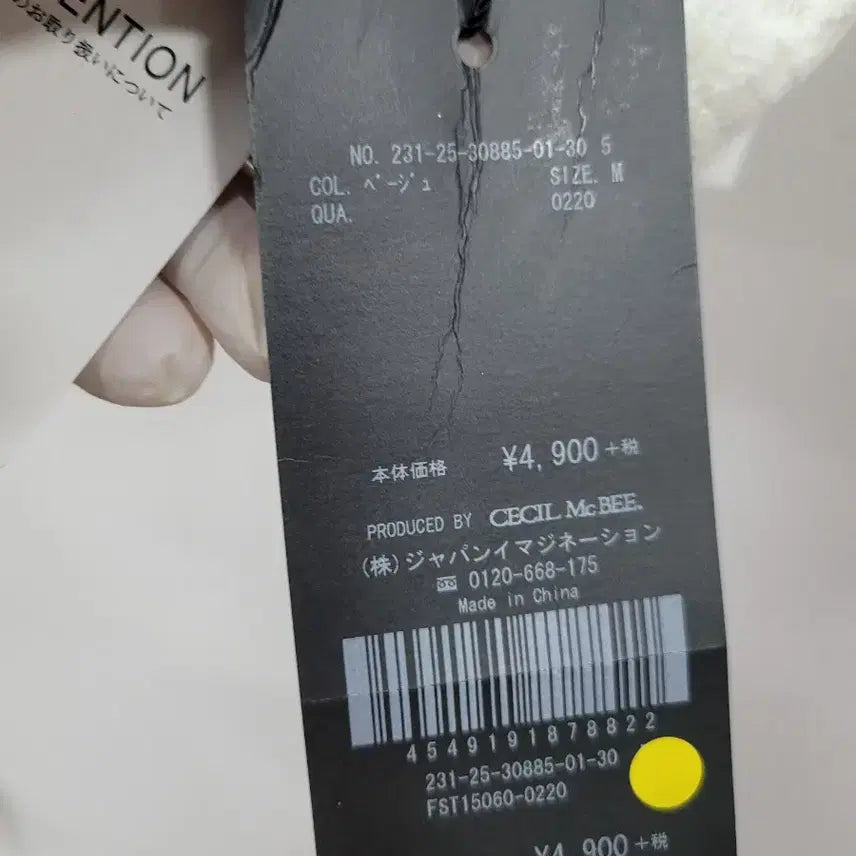 ENTION
のお取り扱いについて
NO. 231-25-30885-01-30 5
COL. ベージュ SIZE. M
QUA. 0220
本体価格 ¥4,900+税
PRODUCED BY CECIL McBEE.
(株)ジャパンイマジネーション
0120-668-175
Made in China
4549191878822
231-25-30885-01-30
FST15060-0220
¥4,900+税